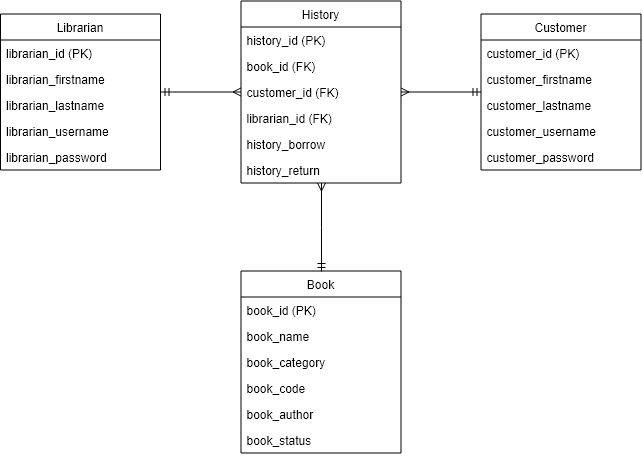 Librarian
librarian_id (PK)
librarian_firstname
librarian_lastname
librarian_username
librarian_password
History
history_id (PK)
book_id (FK)
customer_id (FK)
librarian_id (FK)
history_borrow
history_return
Customer
customer_id (PK)
customer_firstname
customer_lastname
customer_username
customer_password
Book
book_id (PK)
book_name
book_category
book_code
book_author
book_status